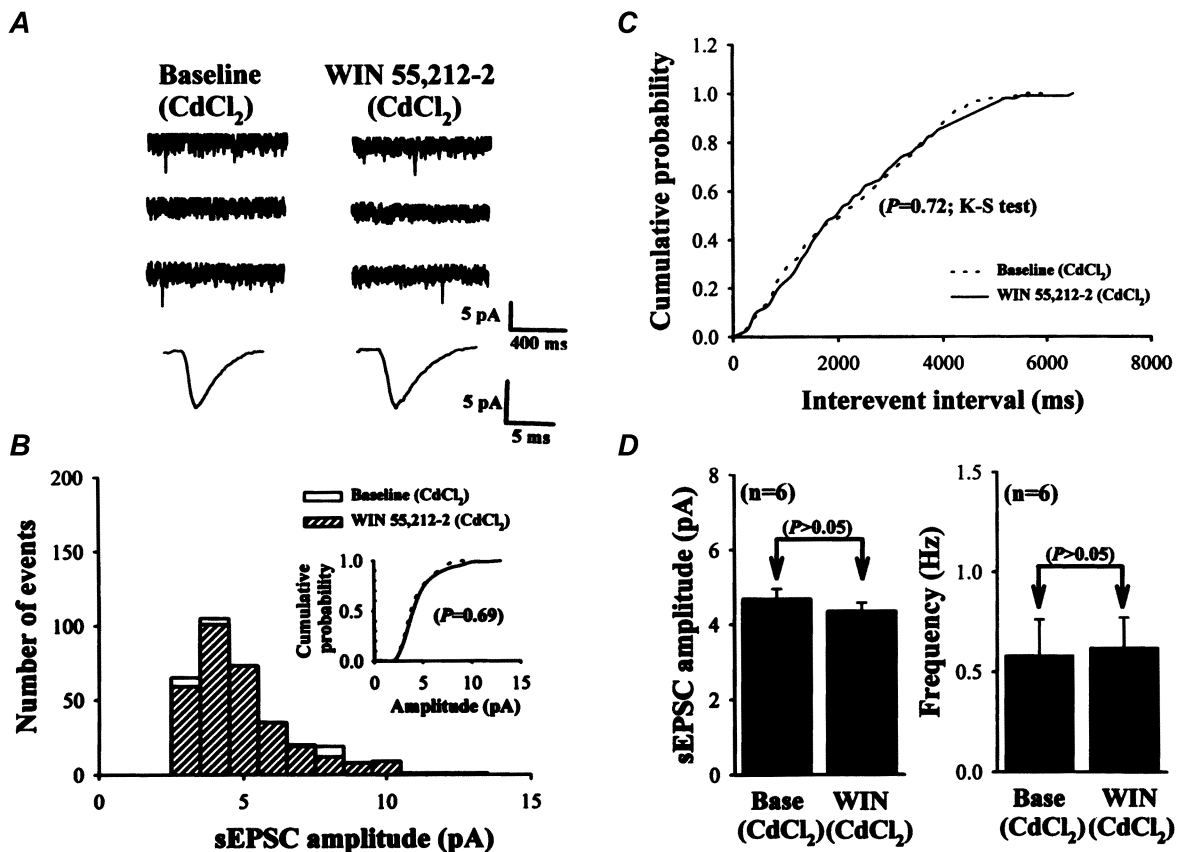 A
Baseline
(CdCl2)
WIN 55,212-2
(CdCl2)
5 pA
400 ms
5 pA
5 ms
B
200
150
100
50
0
Number of events
Baseline (CdCl2)
WIN 55,212-2 (CdCl2)
Cumulative
probability
1.0
0.5
0.0
(P=0.69)
0
5
10
15
Amplitude (pA)
0
5
10
15
sEPSC amplitude (pA)
C
1.2
1.0
0.8
0.6
0.4
0.2
0.0
Cumulative probability
(P=0.72; K-S test)
Baseline (CdCl2)
WIN 55,212-2 (CdCl2)
0
2000
4000
6000
8000
Interevent interval (ms)
D
8
6
4
2
0
sEPSC amplitude (pA)
(n=6)
(P>0.05)
Base
(CdCl2)
WIN
(CdCl2)
1.5
1.0
0.5
0.0
Frequency (Hz)
(n=6)
(P>0.05)
Base
(CdCl2)
WIN
(CdCl2)